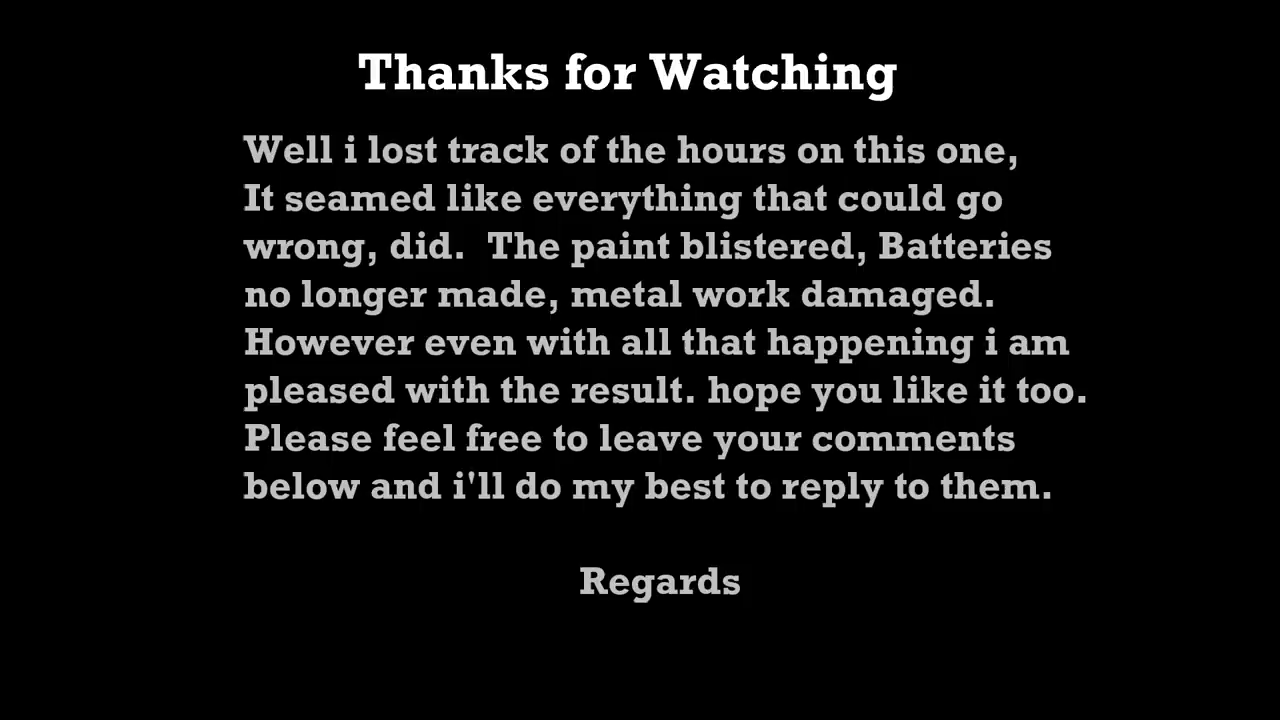 Thanks for Watching
Well i lost track of the hours on this one,
It seamed like everything that could go
wrong, did.  The paint blistered, Batteries
no longer made, metal work damaged.
However even with all that happening i am
pleased with the result. hope you like it too.
Please feel free to leave your comments
below and i'll do my best to reply to them.
Regards